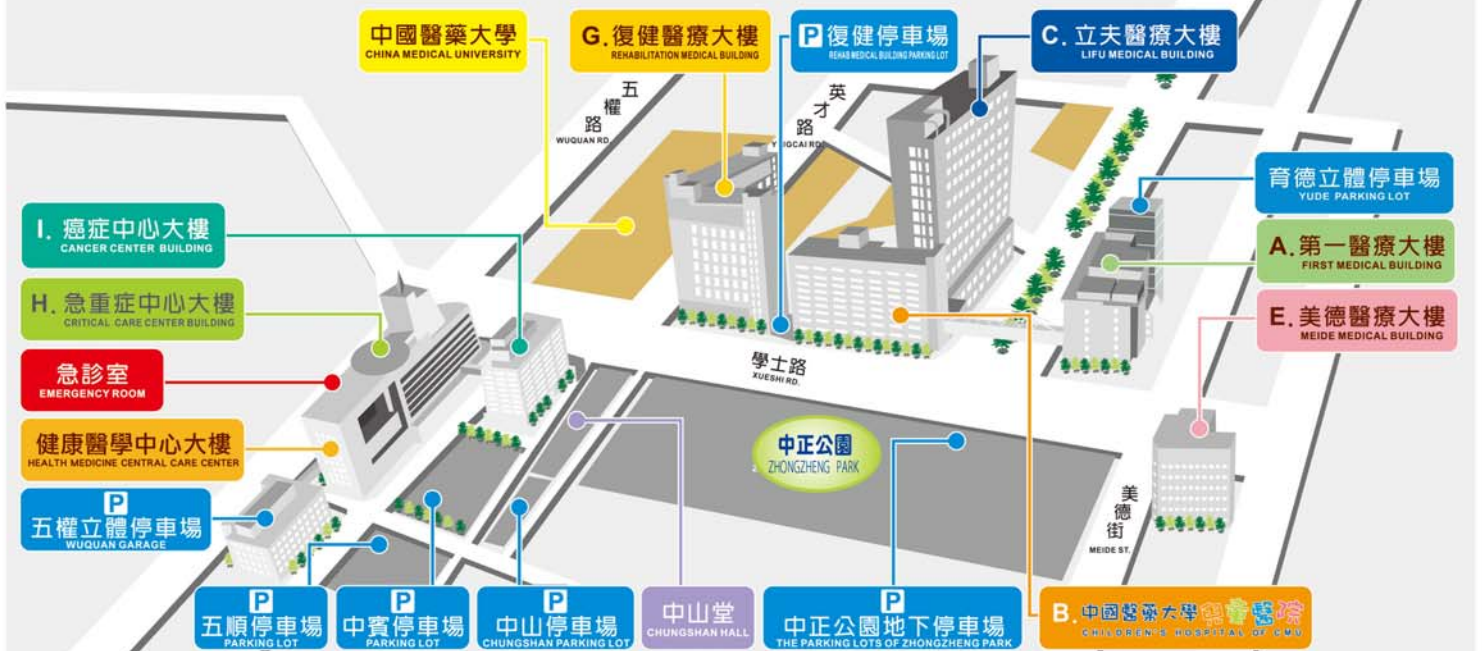 中國醫藥大學
CHINA MEDICAL UNIVERSITY
G. 復健醫療大樓
REHABILITATION MEDICAL BUILDING
P 復健停車場
REHAB MEDICAL BUILDING PARKING LOT
C. 立夫醫療大樓
LIFU MEDICAL BUILDING
五權路
WUQUAN RD.
英才路
YINGCAI RD.
育德立體停車場
YUDE PARKING LOT
I. 癌症中心大樓
CANCER CENTER BUILDING
A. 第一醫療大樓
FIRST MEDICAL BUILDING
H. 急重症中心大樓
CRITICAL CARE CENTER BUILDING
E. 美德醫療大樓
MEIDE MEDICAL BUILDING
急診室
EMERGENCY ROOM
學士路
XUESHI RD.
健康醫學中心大樓
HEALTH MEDICINE CENTRAL CARE CENTER
中正公園
ZHONGZHENG PARK
P
五權立體停車場
WUQUAN GARAGE
美德街
MEIDE ST.
P
五順停車場
PARKING LOT
P
中賓停車場
PARKING LOT
P
中山停車場
CHUNGSHAN PARKING LOT
中山堂
CHUNGSHAN HALL
P
中正公園地下停車場
THE PARKING LOTS OF ZHONGZHENG PARK
B. 中國醫藥大學兒童醫院
CHILDREN'S HOSPITAL OF CMU